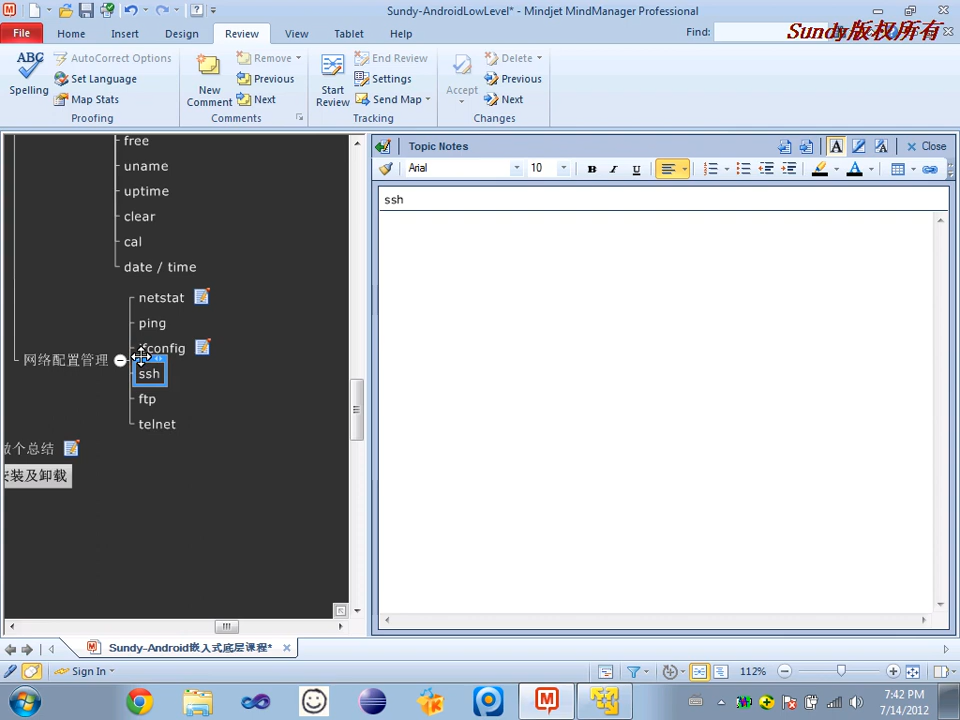 Sundy-AndroidLowLevel* - Mindjet MindManager Professional
File
Home
Insert
Design
Review
View
Tablet
Help
Find:
Sundy版权所有
ABC
Spelling
AutoCorrect Options
Set Language
Map Stats
Proofing
New Comment
Remove
Previous
Next
Comments
Start Review
End Review
Settings
Send Map
Tracking
Accept
Delete
Previous
Next
Changes
free
uname
uptime
clear
cal
date / time
网络配置管理
netstat
ping
ifconfig
ssh
ftp
telnet
做个总结
安装及卸载
Topic Notes
Close
Arial
10
B
I
U
A
ssh
Sundy-Android嵌入式底层课程*
Sign In
112%
7:42 PM
7/14/2012